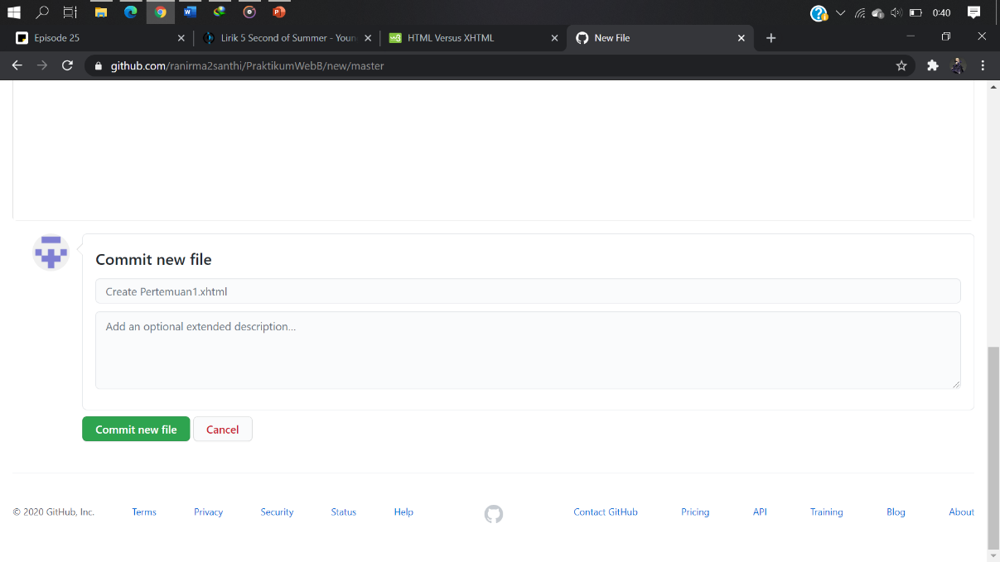 0:40
Episode 25
Lirik 5 Second of Summer - Youn
HTML Versus XHTML
New File
github.com/ranirma2santhi/PraktikumWebB/new/master
Commit new file
Create Pertemuan1.xhtml
Add an optional extended description...
Commit new file
Cancel
© 2020 GitHub, Inc.
Terms
Privacy
Security
Status
Help
Contact GitHub
Pricing
API
Training
Blog
About